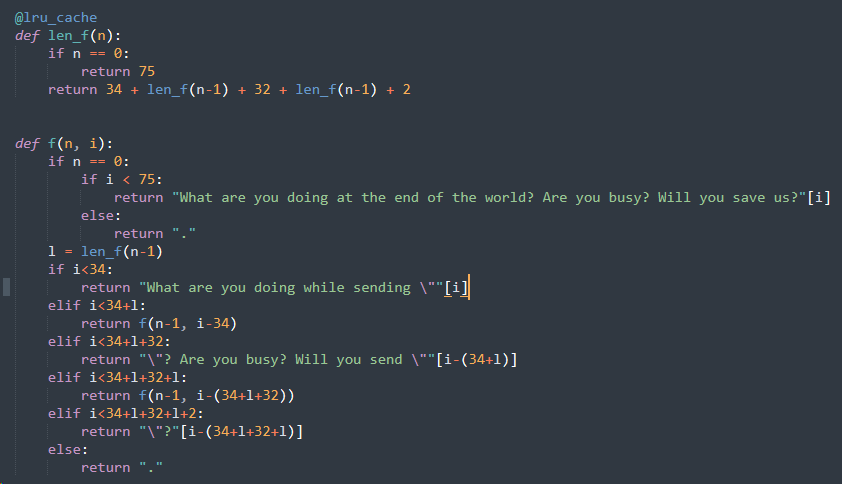 @lru_cache
def len_f(n):
    if n == 0:
        return 75
    return 34 + len_f(n-1) + 32 + len_f(n-1) + 2
def f(n, i):
    if n == 0:
        if i < 75:
            return "What are you doing at the end of the world? Are you busy? Will you save us?"[i]
        else:
            return "."
    l = len_f(n-1)
    if i<34:
        return "What are you doing while sending \""[i]
    elif i<34+l:
        return f(n-1, i-34)
    elif i<34+l+32:
        return "\"? Are you busy? Will you send \""[i-(34+l)]
    elif i<34+l+32+l:
        return f(n-1, i-(34+l+32))
    elif i<34+l+32+l+2:
        return "\"?"[i-(34+l+32+l)]
    else:
        return "."